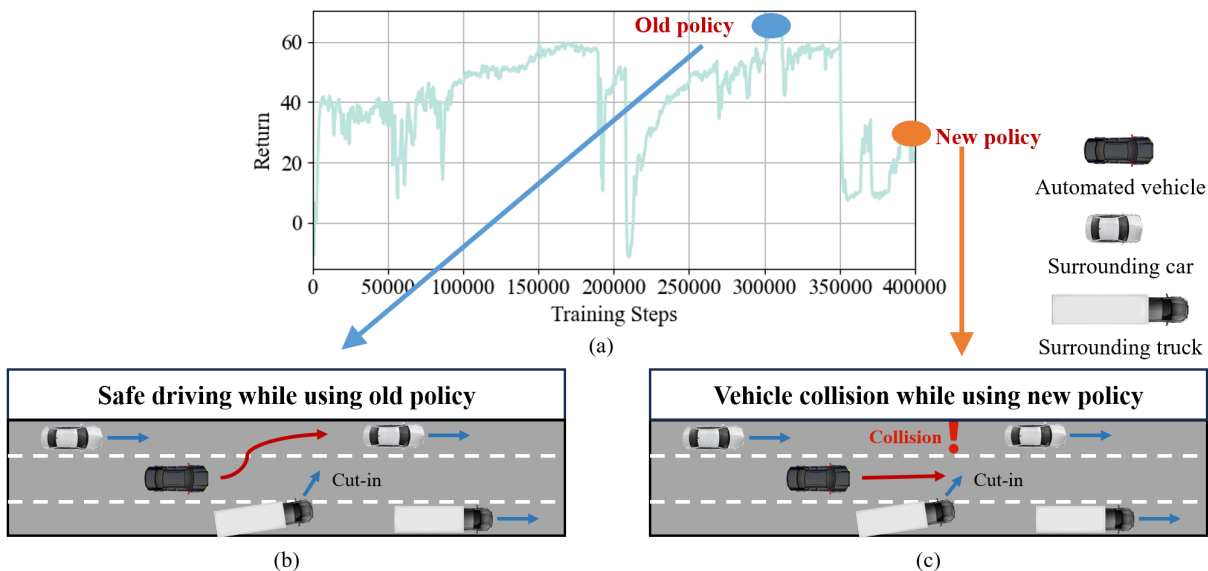 Old policy
60
40
20
0
Return
New policy
0
50000
100000
150000
200000
250000
300000
350000
400000
Training Steps
(a)
Automated vehicle
Surrounding car
Surrounding truck
Safe driving while using old policy
Cut-in
(b)
Vehicle collision while using new policy
Collision
!
Cut-in
(c)